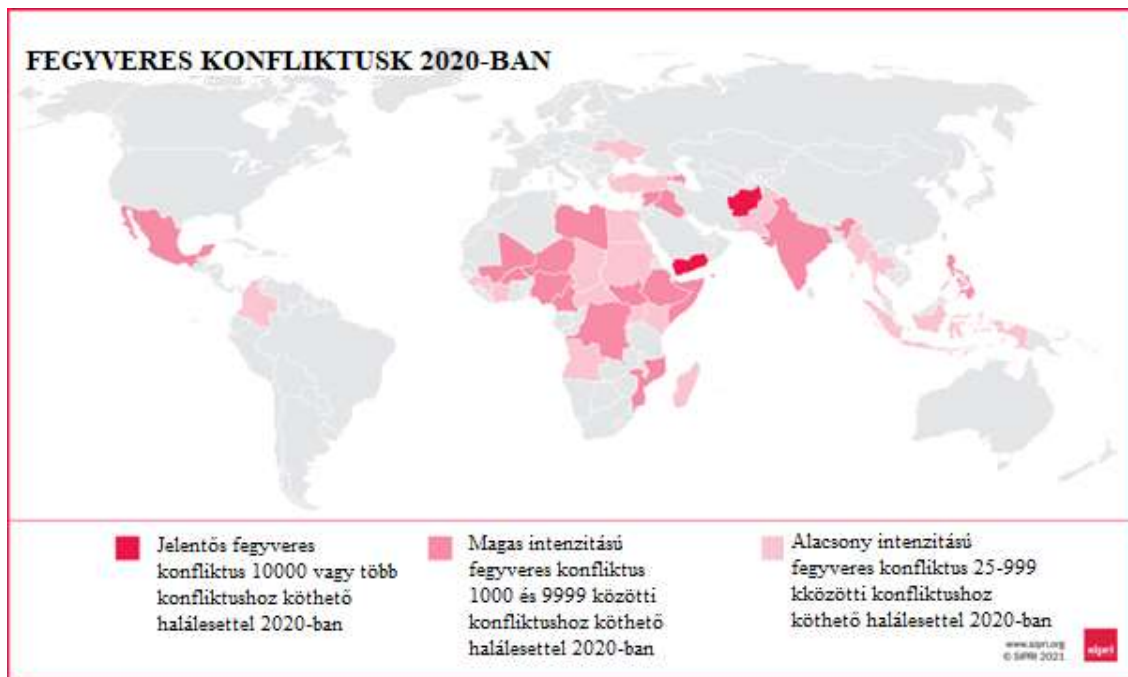 FEGYVERES KONFLIKTUSK 2020-BAN
Jelentős fegyveres
konfliktus 10000 vagy több
konfliktushoz köthető
halálesettel 2020-ban
Magas intenzitású
fegyveres konfliktus
1000 és 9999 közötti
konfliktushoz köthető
halálesettel 2020-ban
Alacsony intenzitású
fegyveres konfliktus 25-999
kközötti konfliktushoz
köthető halálesettel 2020-ban
www.sipri.org
© SIPRI 2021
sipri